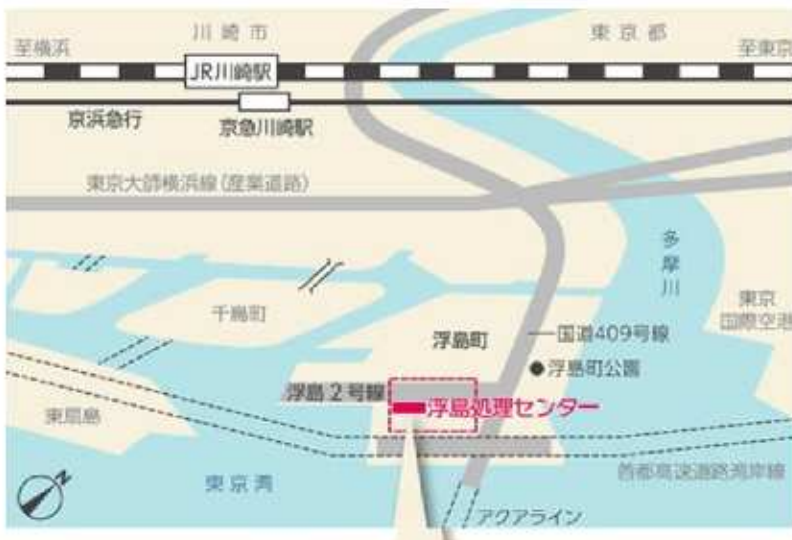 川崎市
東京都
至横浜
至東京
JR川崎駅
京浜急行
京急川崎駅
東京大師横浜線(産業道路)
多摩川
東京
国際空港
千鳥町
浮島町
国道409号線
浮島町公園
浮島2号線
浮島処理センター
東扇島
首都高速道路湾岸線
東京湾
アクアライン
N